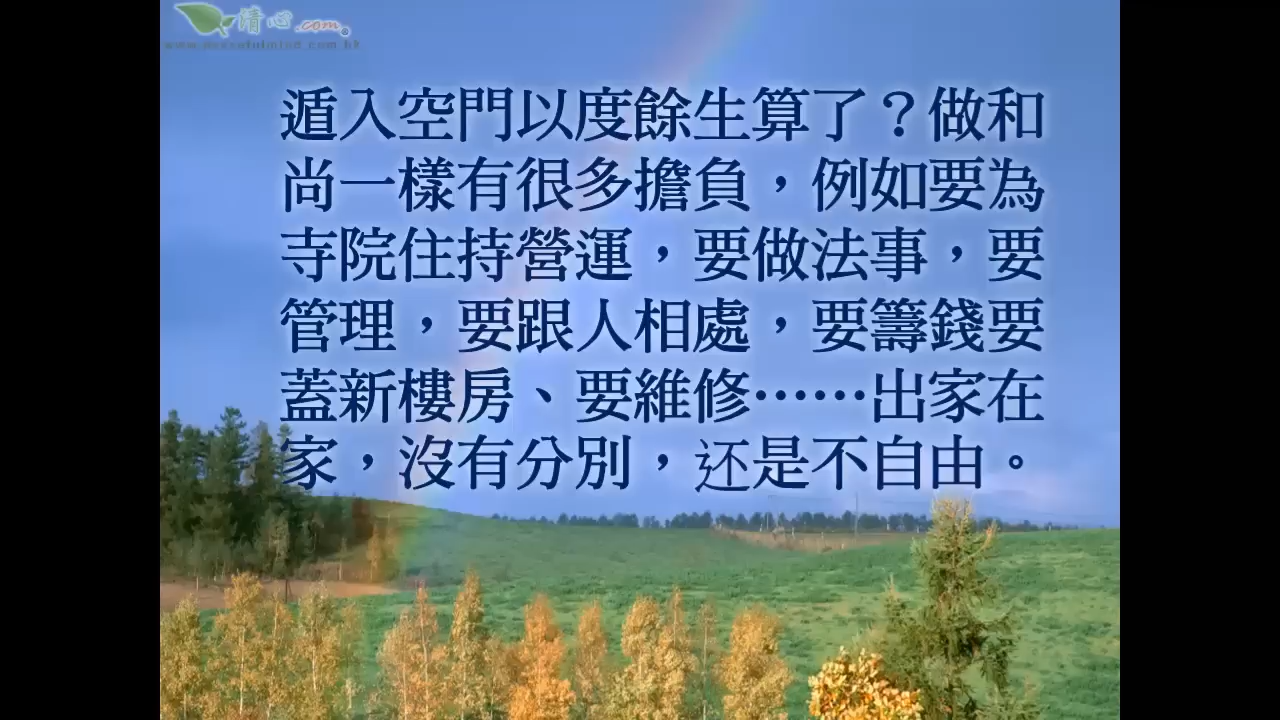 清心.com
遁入空門以度餘生算了？做和
尚一樣有很多擔負，例如要為
寺院住持營運，要做法事，要
管理，要跟人相處，要籌錢要
蓋新樓房、要維修……出家在
家，沒有分別，还是不自由。